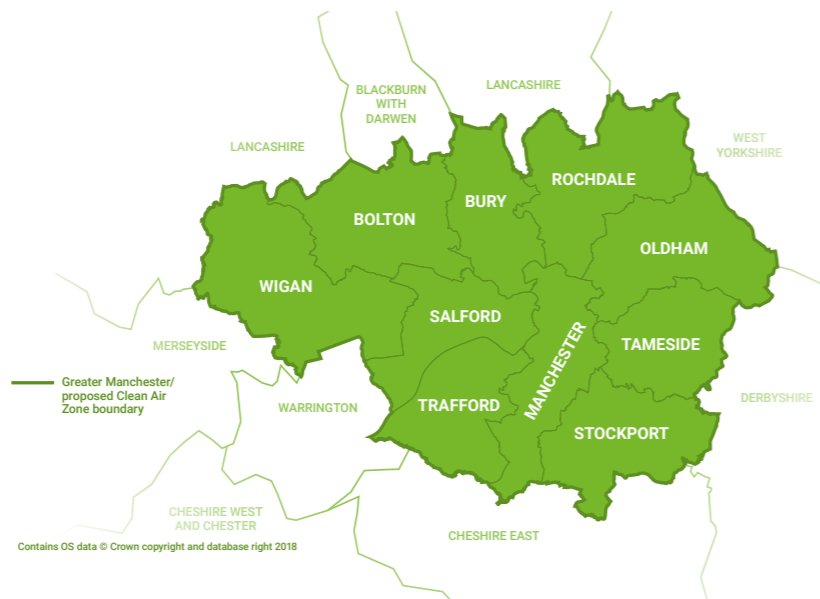 LANCASHIRE
BLACKBURN
WITH
DARWEN
LANCASHIRE
WEST
YORKSHIRE
ROCHDALE
BURY
BOLTON
OLDHAM
WIGAN
SALFORD
MANCHESTER
TAMESIDE
MERSEYSIDE
Greater Manchester/
proposed Clean Air
Zone boundary
WARRINGTON
TRAFFORD
STOCKPORT
DERBYSHIRE
CHESHIRE WEST
AND CHESTER
CHESHIRE EAST
Contains OS data © Crown copyright and database right 2018